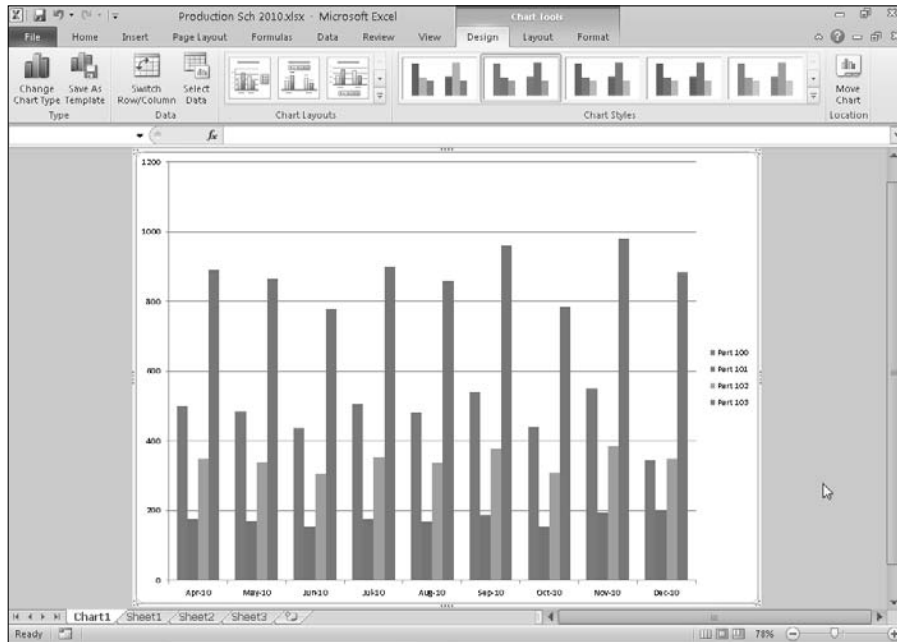 Production Sch 2010.xlsx - Microsoft Excel
Chart Tools
File Home Insert Page Layout Formulas Data Review View Design Layout Format
Change Chart Type
Save As Template
Switch Row/Column
Select Data
Move Chart
Type Data Chart Layouts Chart Styles Location
fx
1200
1000
800
600
400
200
0
Part 100
Part 101
Part 102
Part 103
Apr-10 May-10 Jun-10 Jul-10 Aug-10 Sep-10 Oct-10 Nov-10 Dec-10
Chart1 Sheet1 Sheet2 Sheet3
Ready 78%